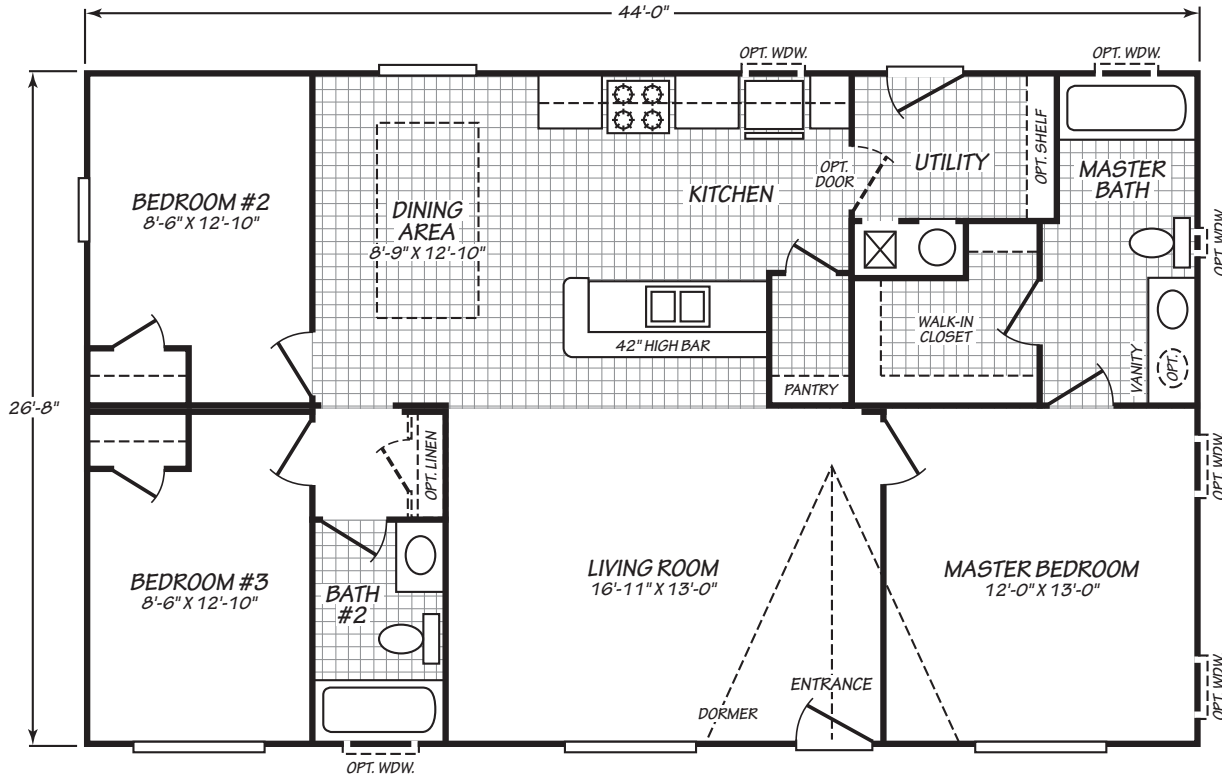 44'-0"
OPT. WDW.
OPT. WDW.
BEDROOM #2
8'-6" X 12'-10"
DINING
AREA
8'-9" X 12'-10"
KITCHEN
OPT.
DOOR
UTILITY
OPT. SHELF
MASTER
BATH
OPT WDW.
WALK-IN
CLOSET
42" HIGH BAR
PANTRY
VANITY
OPT.
26'-8"
OPT. LINEN
OPT. WDW.
BEDROOM #3
8'-6" X 12'-10"
BATH
#2
LIVING ROOM
16'-11" X 13'-0"
MASTER BEDROOM
12'-0" X 13'-0"
ENTRANCE
DORMER
OPT. WDW.
OPT. WDW.